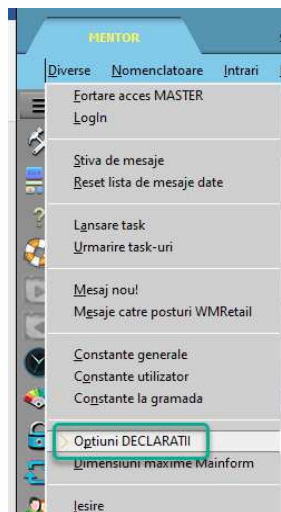 MENTOR
Diverse Nomenclatoare Intrari
Fortare acces MASTER
LogIn
Stiva de mesaje
Reset lista de mesaje date
Lansare task
Urmarire task-uri
Mesaj nou!
Mesaje catre posturi WMRetail
Constante generale
Constante utilizator
Constante la gramada
Optiuni DECLARATII
Dimensiuni maxime Mainform
Iesire